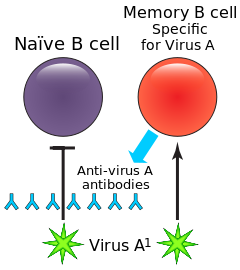 Memory B cell
Specific
for Virus A
Naïve B cell
Anti-virus A
antibodies
Virus A1